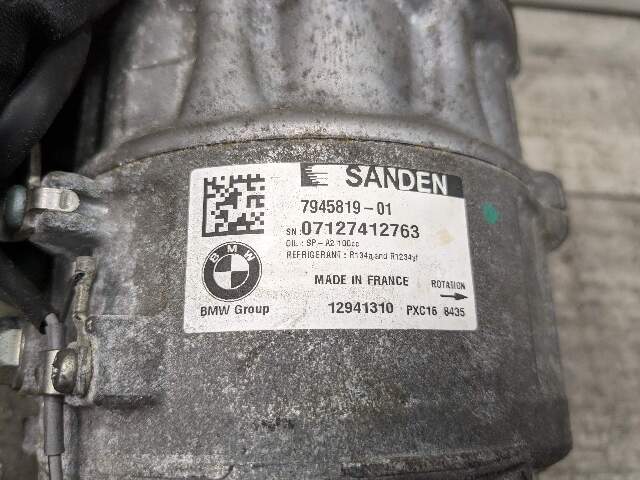 SANDEN
7945819-01
SN:07127412763
OIL : SP-A2 100cc
REFRIGERANT : R134a and R1234yf
BMW
MADE IN FRANCE
ROTATION
BMW Group
12941310
PXC16 8435